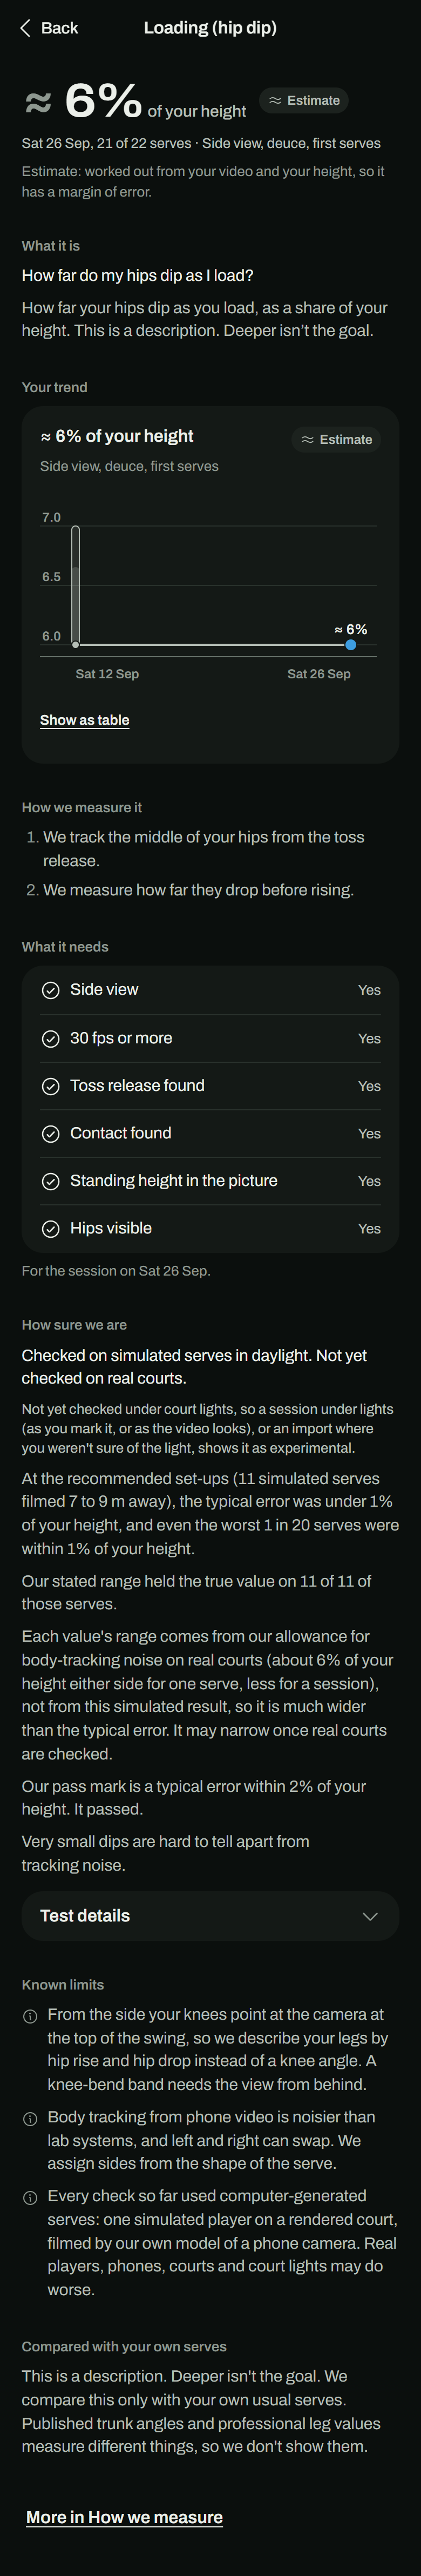 Back
Loading (hip dip)
≈ 6% of your height
≈ Estimate
Sat 26 Sep, 21 of 22 serves · Side view, deuce, first serves
Estimate: worked out from your video and your height, so it
has a margin of error.
What it is
How far do my hips dip as I load?
How far your hips dip as you load, as a share of your
height. This is a description. Deeper isn’t the goal.
Your trend
≈ 6% of your height
≈ Estimate
Side view, deuce, first serves
7.0
6.5
6.0
≈ 6%
Sat 12 Sep
Sat 26 Sep
Show as table
How we measure it
1. We track the middle of your hips from the toss
release.
2. We measure how far they drop before rising.
What it needs
Side view Yes
30 fps or more Yes
Toss release found Yes
Contact found Yes
Standing height in the picture Yes
Hips visible Yes
For the session on Sat 26 Sep.
How sure we are
Checked on simulated serves in daylight. Not yet
checked on real courts.
Not yet checked under court lights, so a session under lights
(as you mark it, or as the video looks), or an import where
you weren't sure of the light, shows it as experimental.
At the recommended set-ups (11 simulated serves
filmed 7 to 9 m away), the typical error was under 1%
of your height, and even the worst 1 in 20 serves were
within 1% of your height.
Our stated range held the true value on 11 of 11 of
those serves.
Each value's range comes from our allowance for
body-tracking noise on real courts (about 6% of your
height either side for one serve, less for a session),
not from this simulated result, so it is much wider
than the typical error. It may narrow once real courts
are checked.
Our pass mark is a typical error within 2% of your
height. It passed.
Very small dips are hard to tell apart from
tracking noise.
Test details
Known limits
From the side your knees point at the camera at
the top of the swing, so we describe your legs by
hip rise and hip drop instead of a knee angle. A
knee-bend band needs the view from behind.
Body tracking from phone video is noisier than
lab systems, and left and right can swap. We
assign sides from the shape of the serve.
Every check so far used computer-generated
serves: one simulated player on a rendered court,
filmed by our own model of a phone camera. Real
players, phones, courts and court lights may do
worse.
Compared with your own serves
This is a description. Deeper isn't the goal. We
compare this only with your own usual serves.
Published trunk angles and professional leg values
measure different things, so we don't show them.
More in How we measure